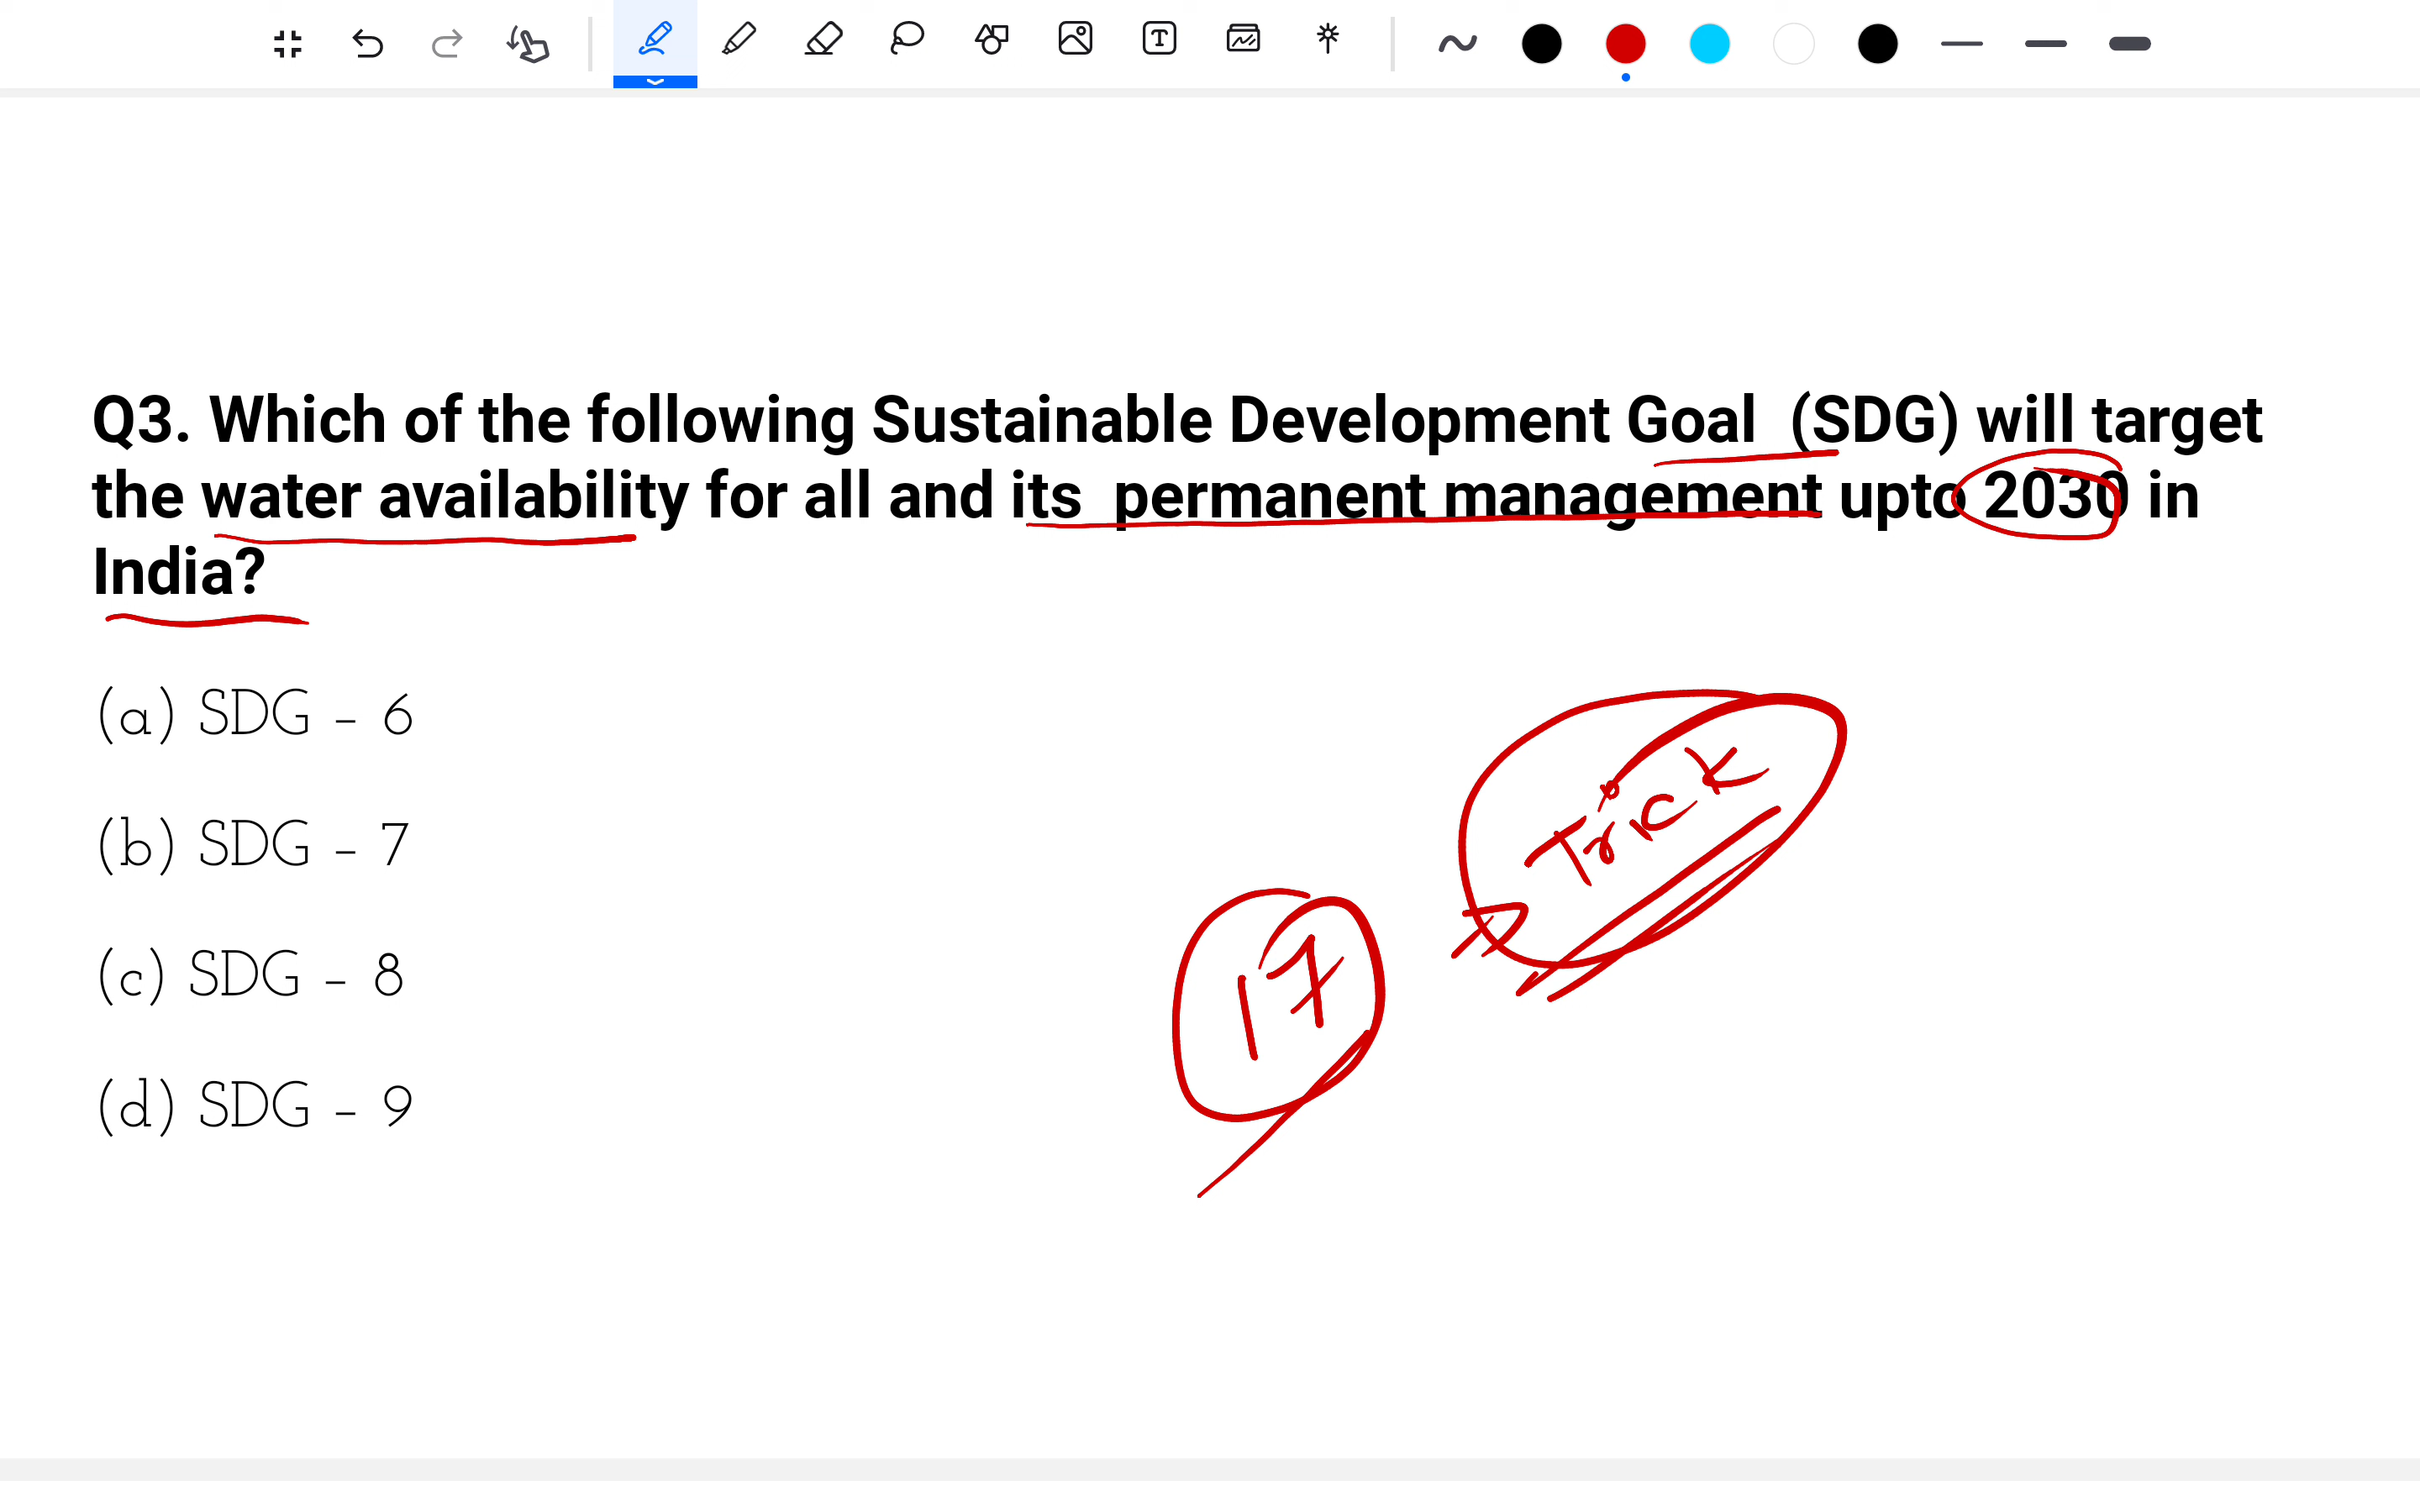 Q3. Which of the following Sustainable Development Goal (SDG) will target
the water availability for all and its permanent management upto 2030 in
India?
(a) SDG - 6
(b) SDG - 7
(c) SDG - 8
(d) SDG - 9
Trick
17